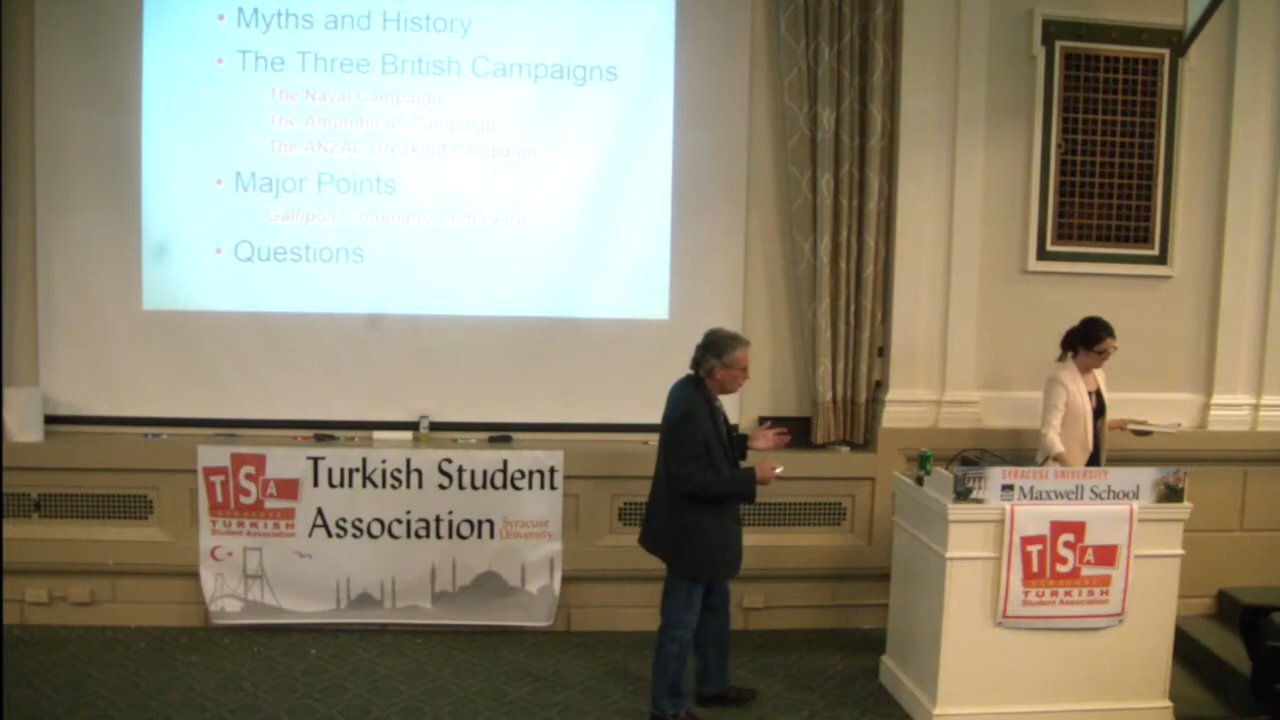 • Myths and History
• The Three British Campaigns
The Naval Campaign
The Amphibious Campaign
The ANZAC Breakout Campaign
• Major Points
Gallipoli: Command Under Fire
• Questions
TSA
SYRACUSE
TURKISH
Student Association
Turkish Student
Association
Syracuse
University
SYRACUSE UNIVERSITY
Maxwell School
TSA
SYRACUSE
TURKISH
Student Association